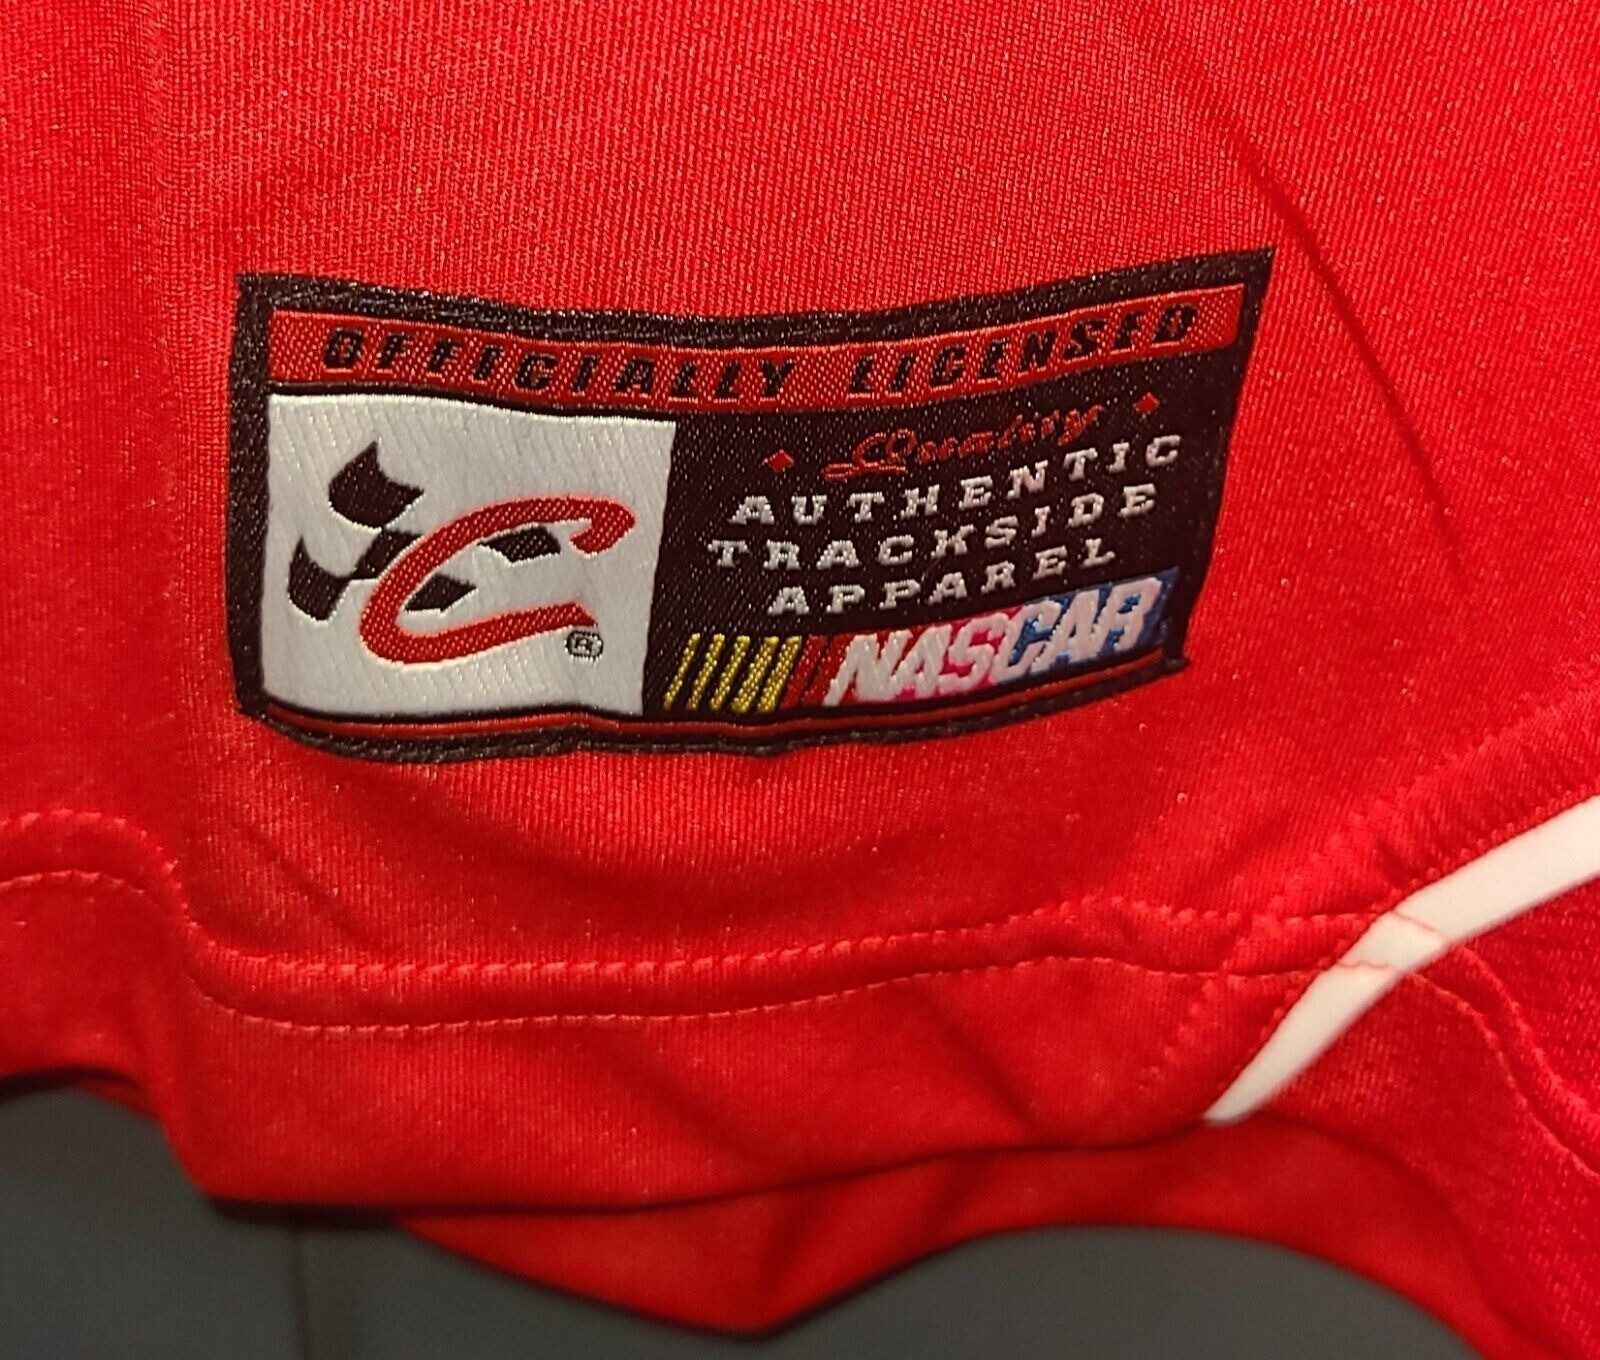 OFFICIALLY LICENSED
Quality
AUTHENTIC
TRACKSIDE
APPAREL
C ®
NASCAR